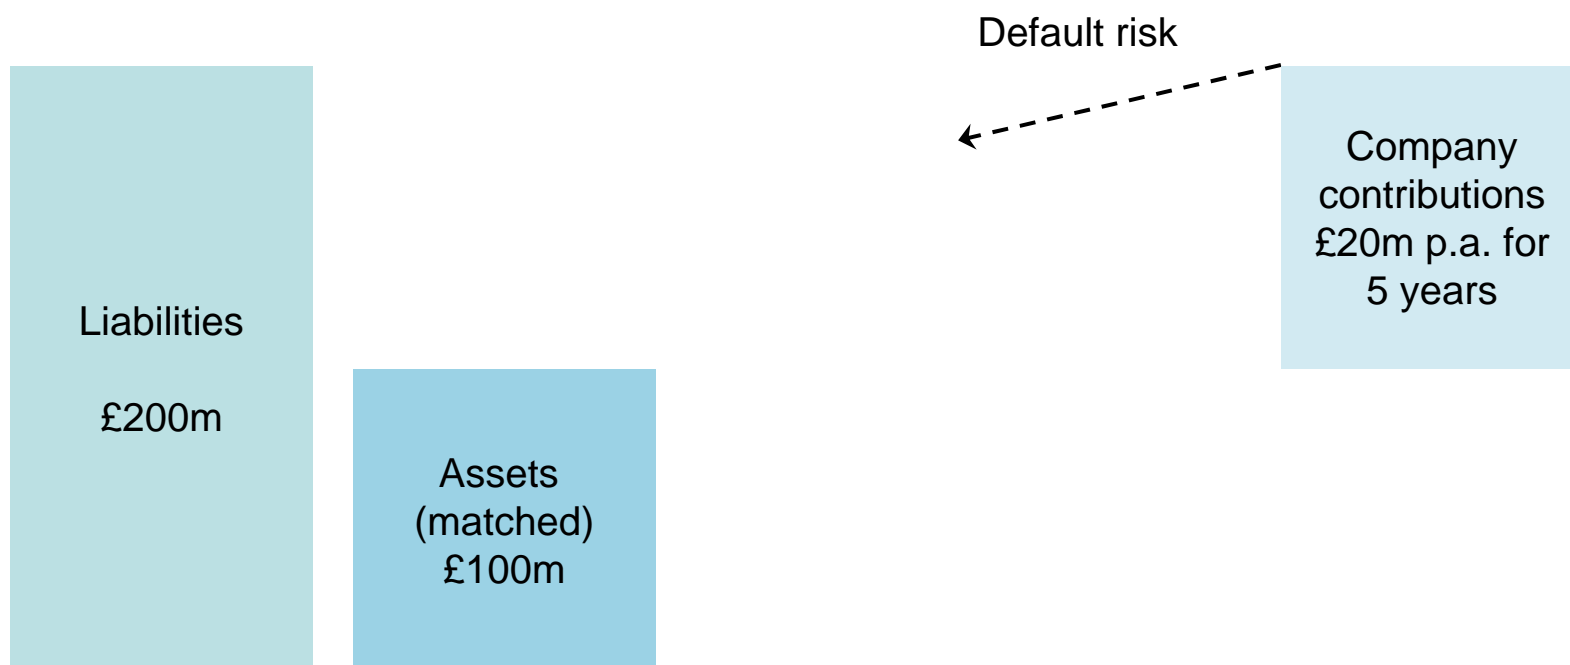 Default risk
Company
contributions
£20m p.a. for
5 years
Liabilities
£200m
Assets
(matched)
£100m